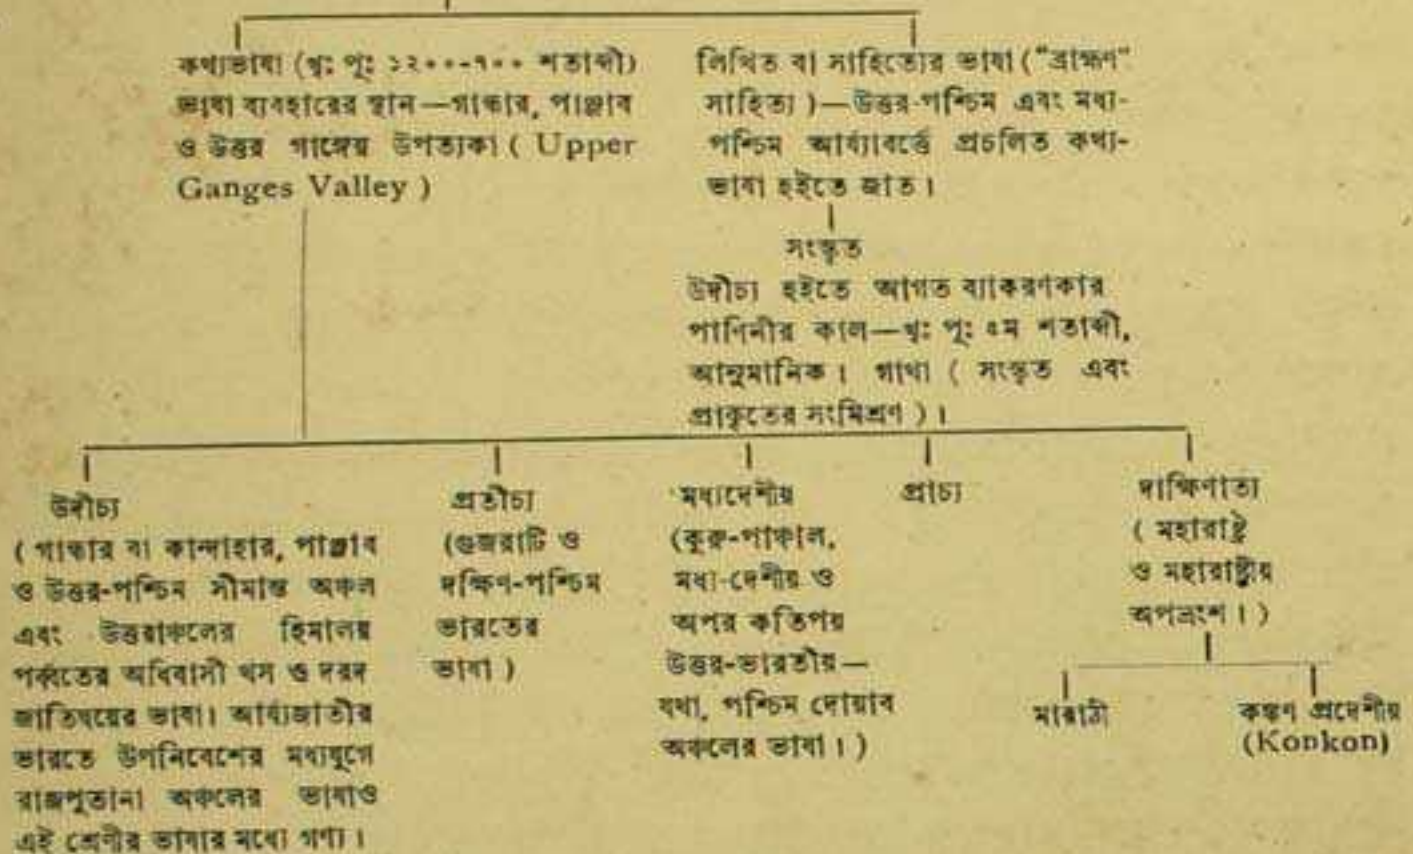 কথ্যভাষা (খৃঃ পূঃ ১২০০-৭০০ শতাব্দী)
ভাষা ব্যবহারের স্থান—গান্ধার, পাঞ্জাব
ও উত্তর গাঙ্গেয় উপত্যকা ( Upper
Ganges Valley )
লিখিত বা সাহিত্যের ভাষা ("ব্রাহ্মণ"
সাহিত্য )—উত্তর-পশ্চিম এবং মধ্য-
পশ্চিম আর্য্যাবর্ত্তে প্রচলিত কথ্য-
ভাষা হইতে জাত।
সংস্কৃত
উদীচ্য হইতে আগত ব্যাকরণকার
পাণিনীর কাল—খৃঃ পূঃ ৫ম শতাব্দী,
আনুমানিক। গাথা ( সংস্কৃত এবং
প্রাকৃতের সংমিশ্রণ )।
উদীচ্য
( গান্ধার বা কান্দাহার, পাঞ্জাব
ও উত্তর-পশ্চিম সীমান্ত অঞ্চল
এবং উত্তরাঞ্চলের হিমালয়
পর্ব্বতের অধিবাসী খস ও দরদ
জাতিদ্বয়ের ভাষা। আর্য্যজাতীর
ভারতে উপনিবেশের মধ্যযুগে
রাজপুতানা অঞ্চলের ভাষাও
এই শ্রেণীর ভাষার মধ্যে গণ্য।
প্রতীচ্য
(গুজরাটি ও
দক্ষিণ-পশ্চিম
ভারতের
ভাষা )
মধ্যদেশীয়
(কুরু-পাঞ্চাল,
মধ্য-দেশীয় ও
অপর কতিপয়
উত্তর-ভারতীয়—
যথা, পশ্চিম দোয়াব
অঞ্চলের ভাষা। )
প্রাচ্য
দাক্ষিণাত্য
( মহারাষ্ট্র
ও মহারাষ্ট্রীয়
অপভ্রংশ। )
মারাঠী
কঙ্কণ প্রদেশীয়
(Konkon)